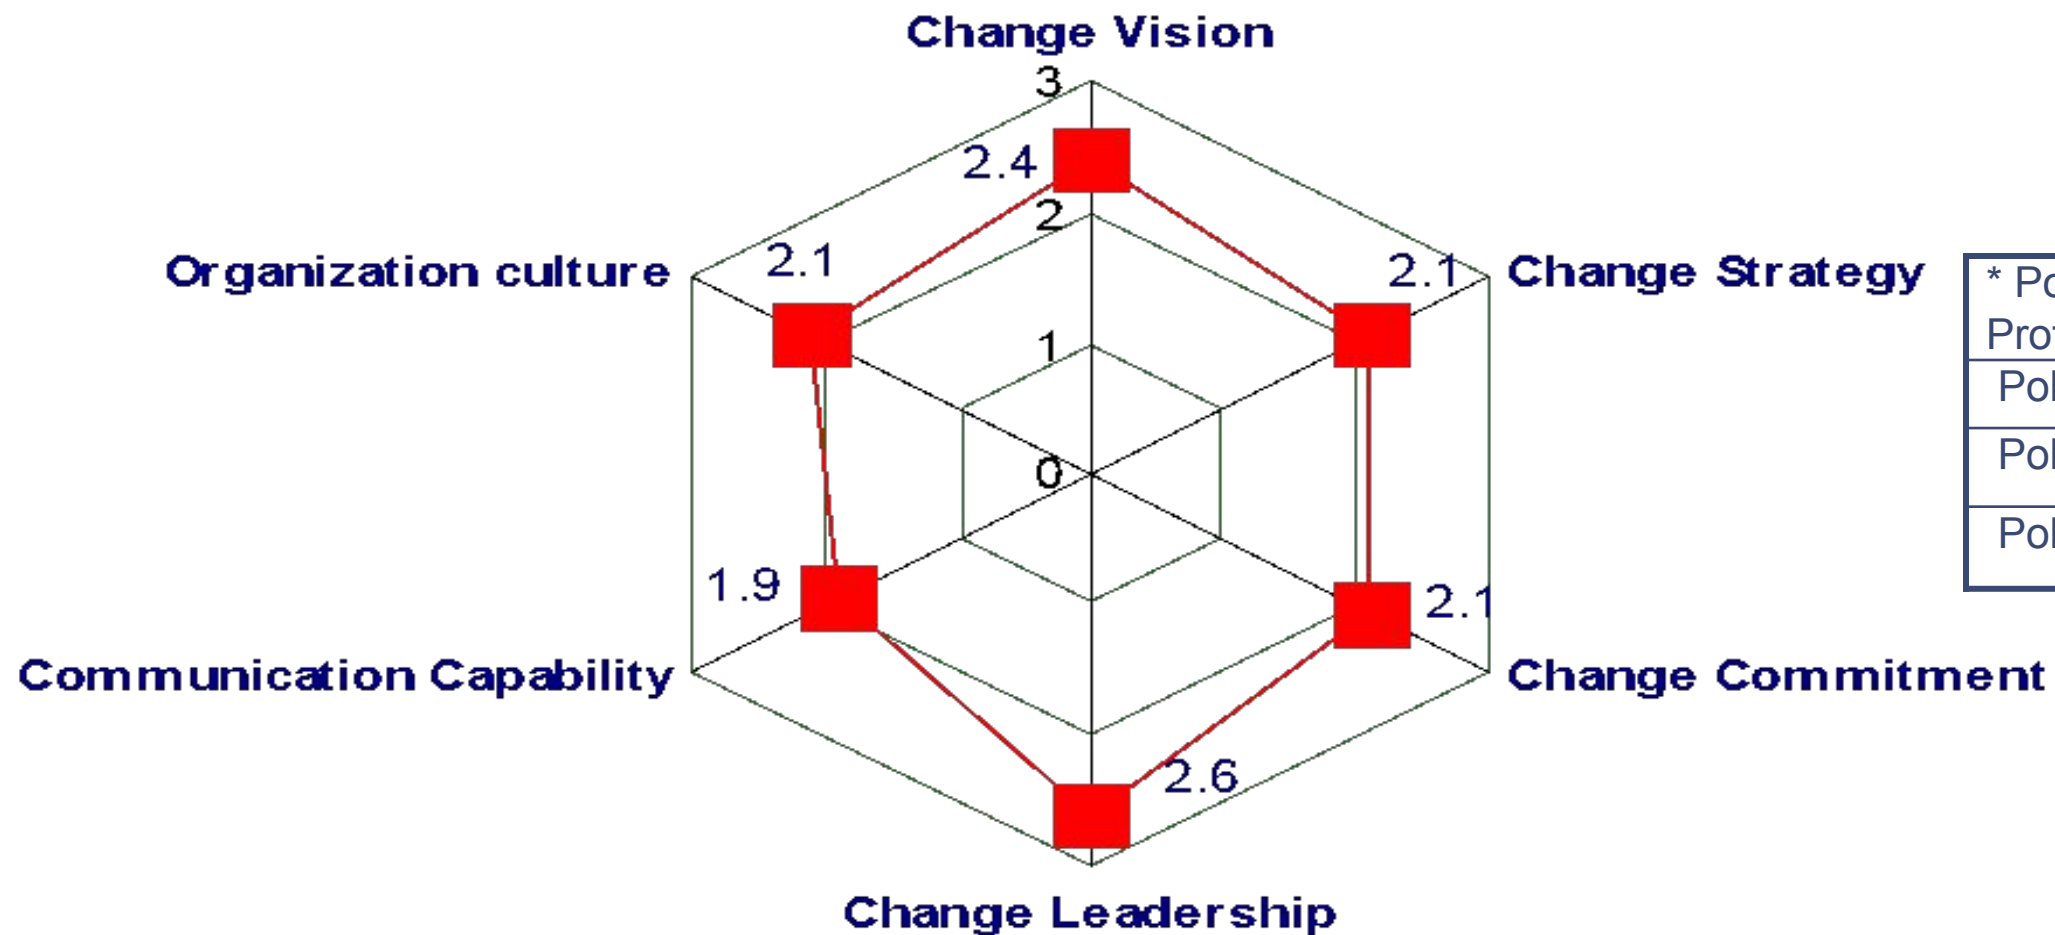 Change Vision
3
2.4
2
2.1
Organization culture
2.1
Change Strategy
1
0
1.9
2.1
Communication Capability
Change Commitment
2.6
Change Leadership
*